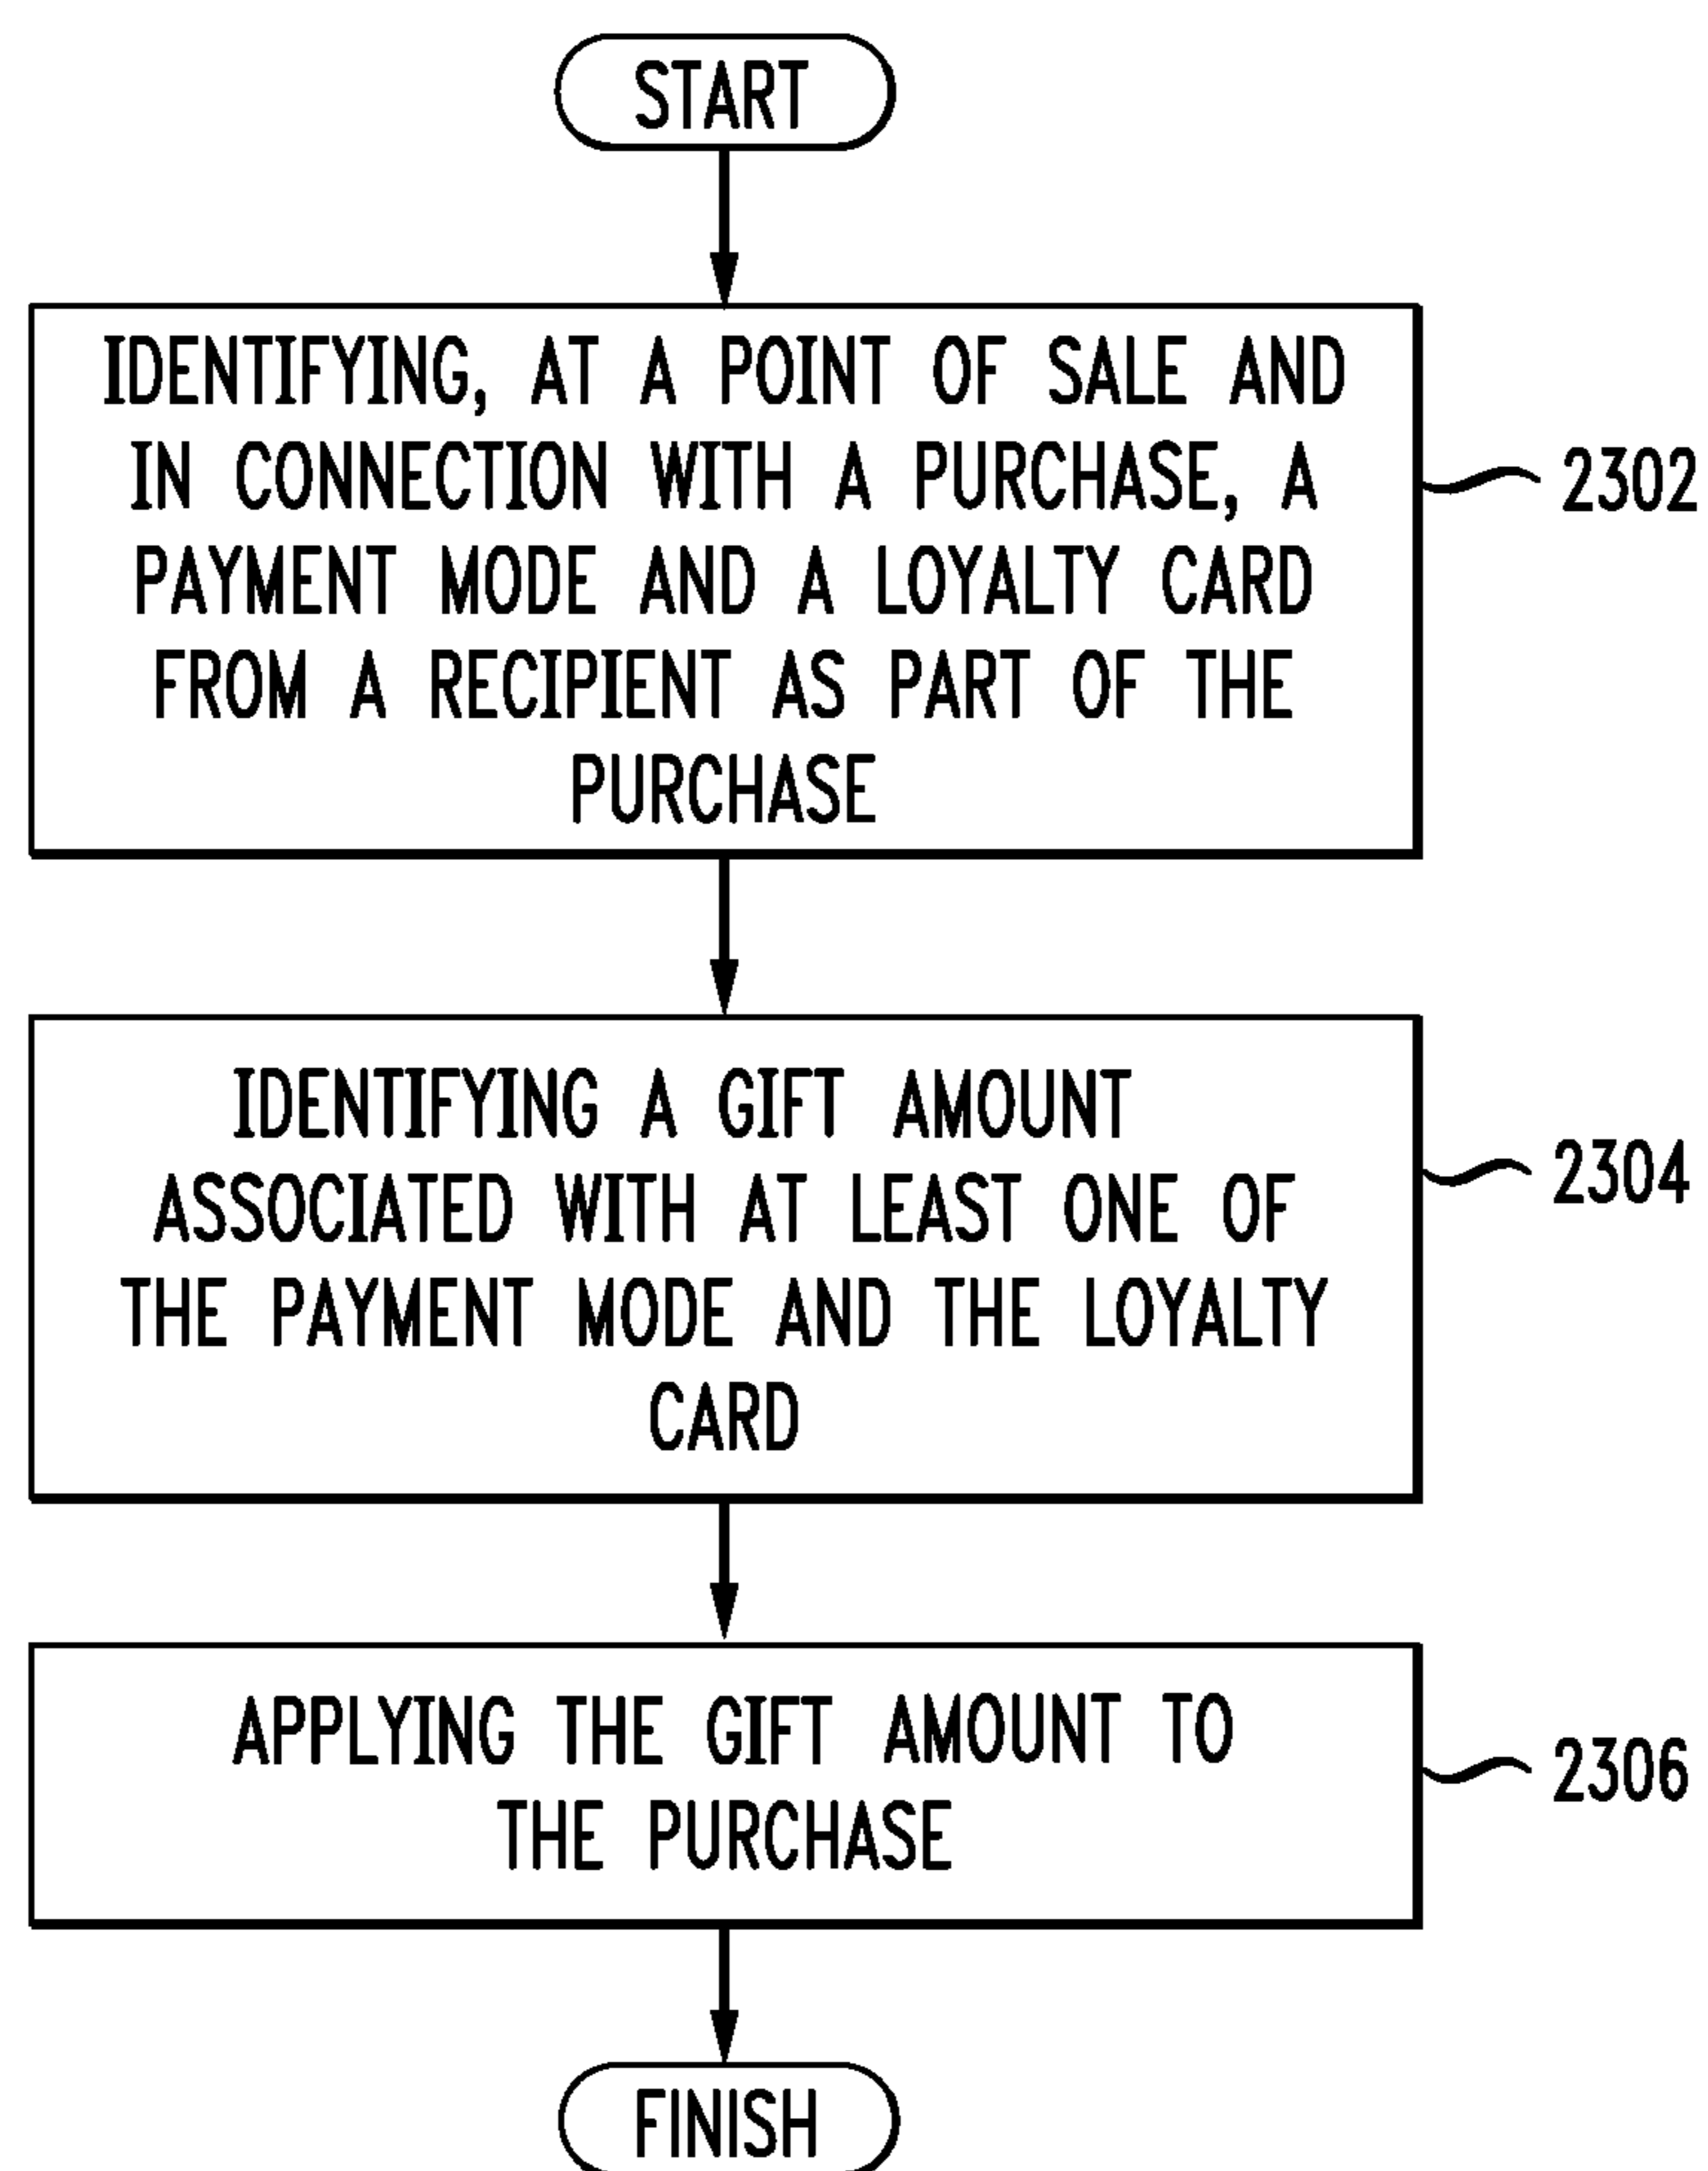 START
IDENTIFYING, AT A POINT OF SALE AND
IN CONNECTION WITH A PURCHASE, A
PAYMENT MODE AND A LOYALTY CARD
FROM A RECIPIENT AS PART OF THE
PURCHASE
2302
IDENTIFYING A GIFT AMOUNT
ASSOCIATED WITH AT LEAST ONE OF
THE PAYMENT MODE AND THE LOYALTY
CARD
2304
APPLYING THE GIFT AMOUNT TO
THE PURCHASE
2306
FINISH